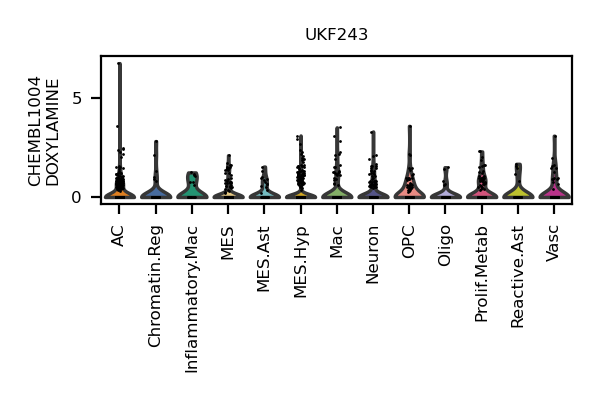 UKF243
CHEMBL1004
DOXYLAMINE
5
0
AC
Chromatin.Reg
Inflammatory.Mac
MES
MES.Ast
MES.Hyp
Mac
Neuron
OPC
Oligo
Prolif.Metab
Reactive.Ast
Vasc